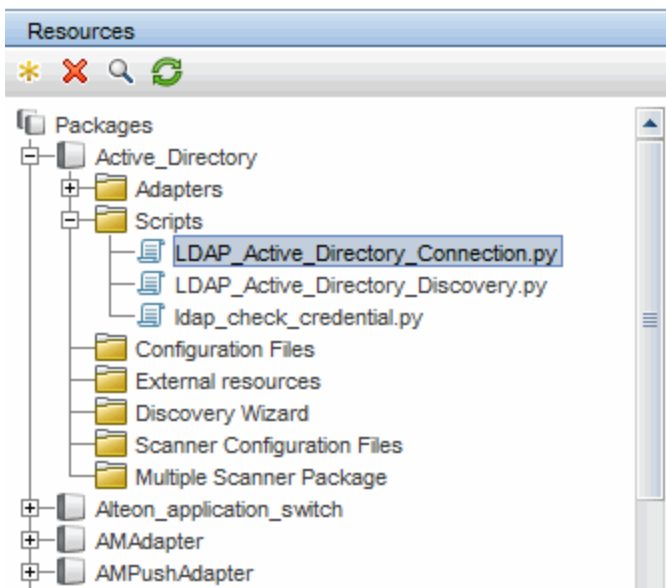 Resources
Packages
Active_Directory
Adapters
Scripts
LDAP_Active_Directory_Connection.py
LDAP_Active_Directory_Discovery.py
ldap_check_credential.py
Configuration Files
External resources
Discovery Wizard
Scanner Configuration Files
Multiple Scanner Package
Alteon_application_switch
AMAdapter
AMPushAdapter